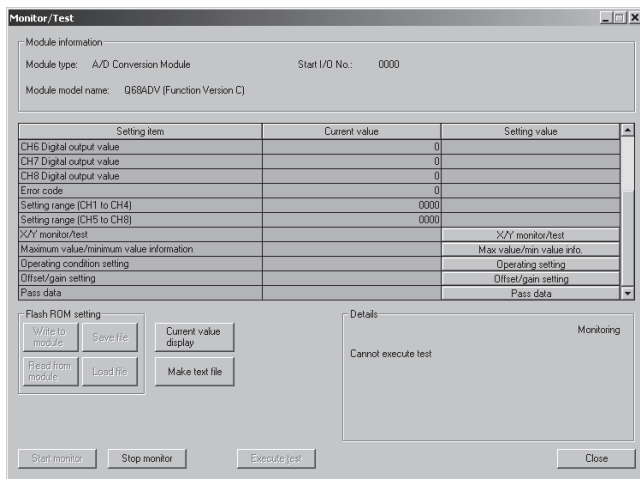 Monitor/Test
Module information
Module type: A/D Conversion Module Start I/O No.: 0000
Module model name: Q68ADV (Function Version C)
Setting item Current value Setting value
CH6 Digital output value 0
CH7 Digital output value 0
CH8 Digital output value 0
Error code 0
Setting range (CH1 to CH4) 0000
Setting range (CH5 to CH8) 0000
X/Y monitor/test X/Y monitor/test
Maximum value/minimum value information Max value/min value info.
Operating condition setting Operating setting
Offset/gain setting Offset/gain setting
Pass data Pass data
Flash ROM setting
Write to
module
Save file
Current value
display
Read from
module
Load file
Make text file
Details
Monitoring
Cannot execute test
Start monitor Stop monitor Execute test Close